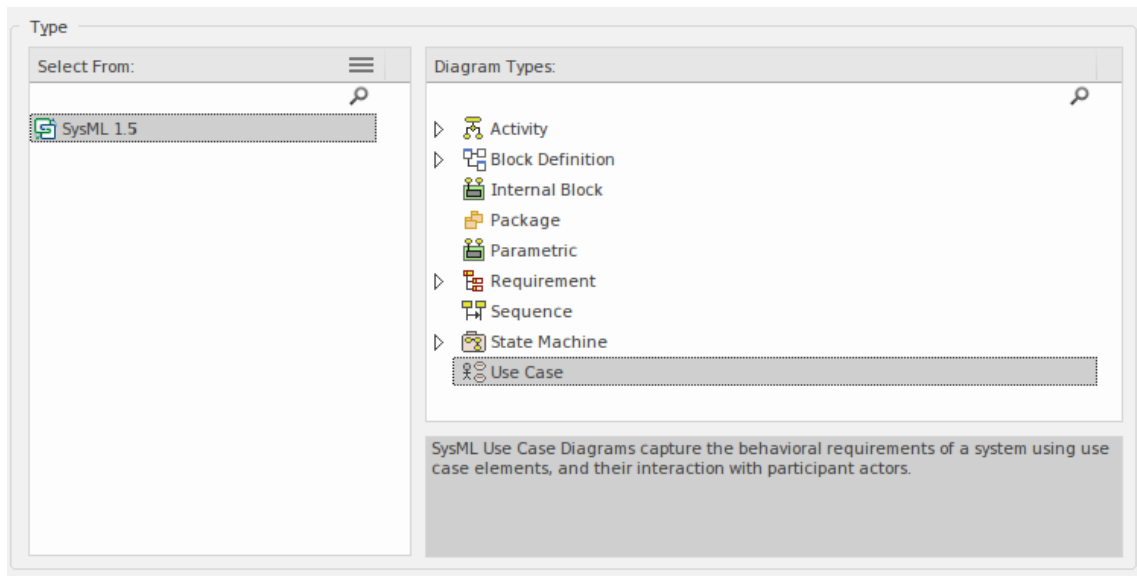 Type
Select From:
SysML 1.5
Diagram Types:
Activity
Block Definition
Internal Block
Package
Parametric
Requirement
Sequence
State Machine
Use Case
SysML Use Case Diagrams capture the behavioral requirements of a system using use
case elements, and their interaction with participant actors.